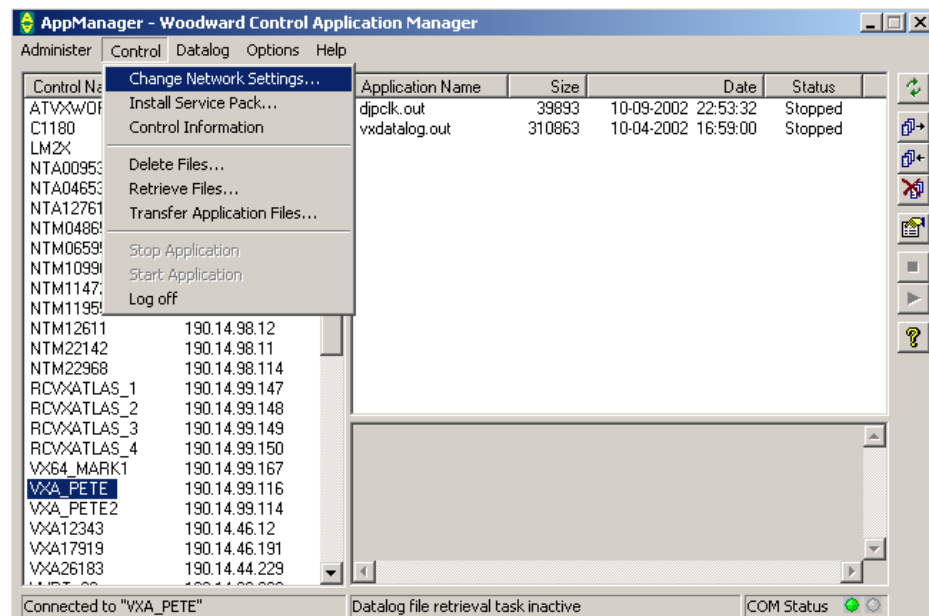 AppManager - Woodward Control Application Manager
Administer Control Datalog Options Help
Change Network Settings...
Install Service Pack...
Control Information
Delete Files...
Retrieve Files...
Transfer Application Files...
Stop Application
Start Application
Log off
Control Na
ATVXWOF
C1180
LM2X
NTA00953
NTA04653
NTA12761
NTM0486
NTM0659
NTM1099
NTM1147
NTM1195
NTM12611 190.14.98.12
NTM22142 190.14.98.11
NTM22968 190.14.98.114
RCVXATLAS_1 190.14.99.147
RCVXATLAS_2 190.14.99.148
RCVXATLAS_3 190.14.99.149
RCVXATLAS_4 190.14.99.150
VX64_MARK1 190.14.99.167
VXA_PETE 190.14.99.116
VXA_PETE2 190.14.99.114
VXA12343 190.14.46.12
VXA17919 190.14.46.191
VXA26183 190.14.44.229
Application Name Size Date Status
djpclk.out 39893 10-09-2002 22:53:32 Stopped
vxdatalog.out 310863 10-04-2002 16:59:00 Stopped
Connected to "VXA_PETE" Datalog file retrieval task inactive COM Status